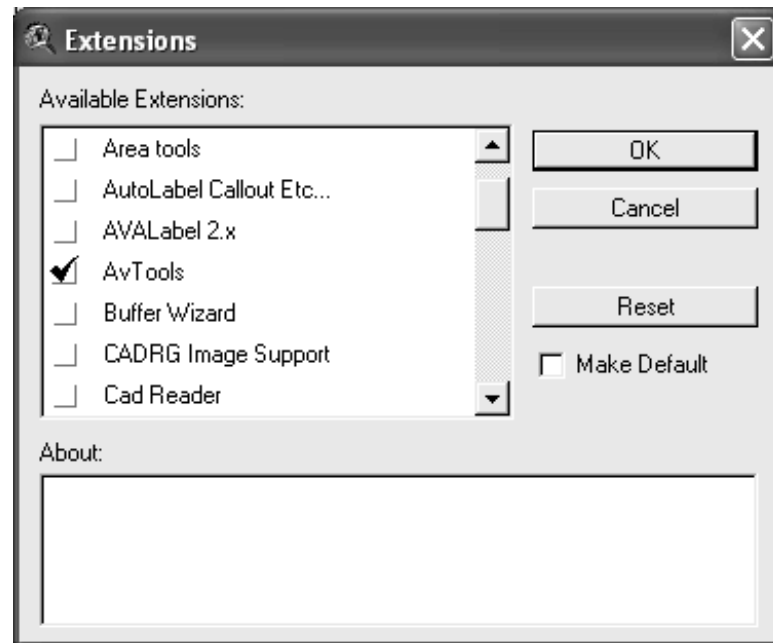 Extensions
Available Extensions:
Area tools
AutoLabel Callout Etc...
AVALabel 2.x
AvTools
Buffer Wizard
CADRG Image Support
Cad Reader
OK
Cancel
Reset
Make Default
About: